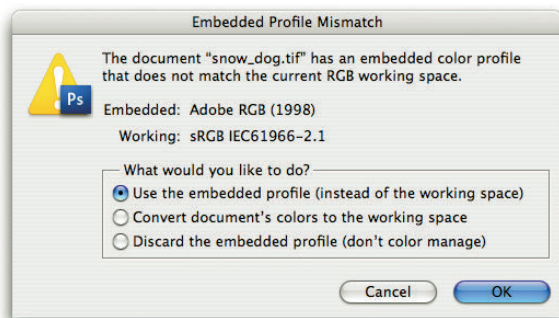 Embedded Profile Mismatch
The document “snow_dog.tif” has an embedded color profile
that does not match the current RGB working space.
Ps
Embedded: Adobe RGB (1998)
Working: sRGB IEC61966-2.1
What would you like to do?
Use the embedded profile (instead of the working space)
Convert document's colors to the working space
Discard the embedded profile (don't color manage)
Cancel
OK